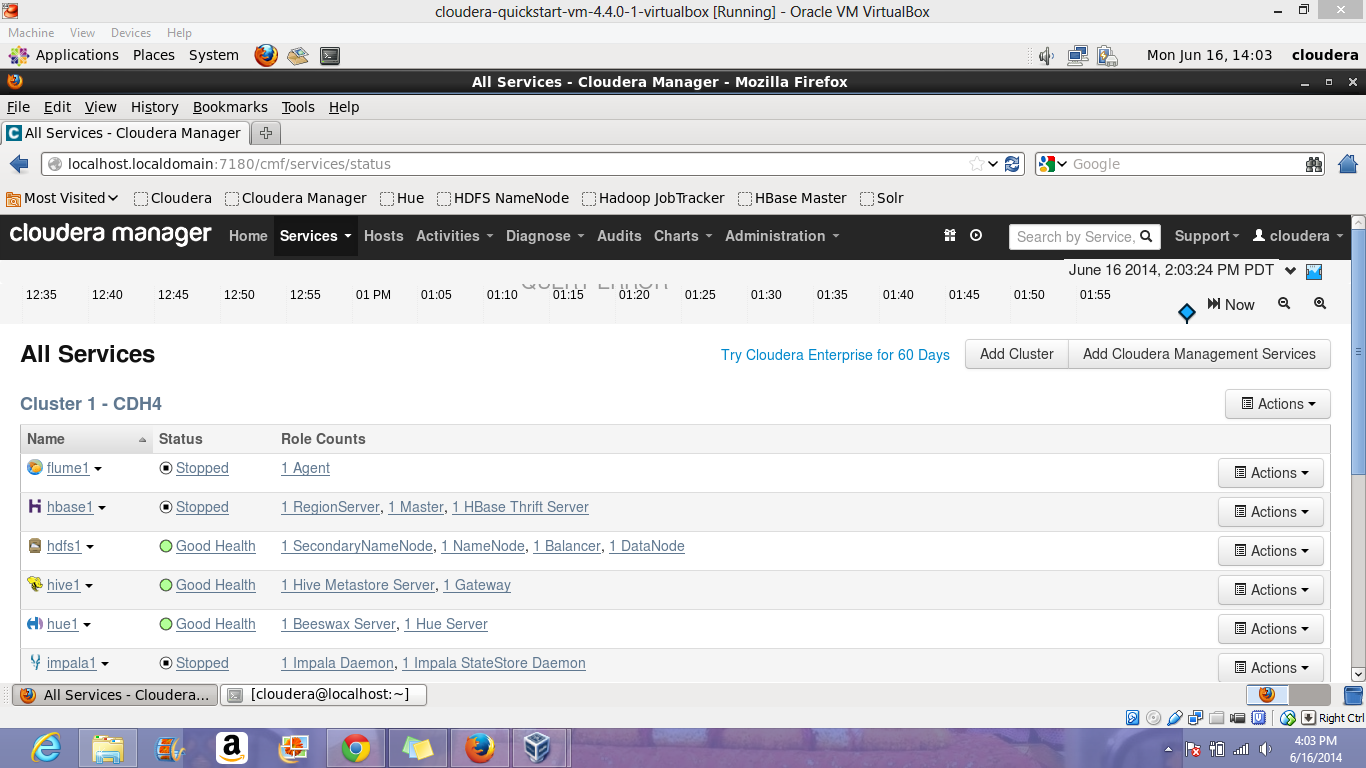 cloudera-quickstart-vm-4.4.0-1-virtualbox [Running] - Oracle VM VirtualBox
Machine View Devices Help
Applications Places System Mon Jun 16, 14:03 cloudera
All Services - Cloudera Manager - Mozilla Firefox
File Edit View History Bookmarks Tools Help
All Services - Cloudera Manager
localhost.localdomain:7180/cmf/services/status Google
Most Visited Cloudera Cloudera Manager Hue HDFS NameNode Hadoop JobTracker HBase Master Solr
cloudera manager Home Services Hosts Activities Diagnose Audits Charts Administration Search by Service, Support cloudera
June 16 2014, 2:03:24 PM PDT
QUERY ERROR
12:35 12:40 12:45 12:50 12:55 01 PM 01:05 01:10 01:15 01:20 01:25 01:30 01:35 01:40 01:45 01:50 01:55
Now
All Services Try Cloudera Enterprise for 60 Days Add Cluster Add Cloudera Management Services
Cluster 1 - CDH4 Actions
Name Status Role Counts
flume1 Stopped 1 Agent Actions
hbase1 Stopped 1 RegionServer, 1 Master, 1 HBase Thrift Server Actions
hdfs1 Good Health 1 SecondaryNameNode, 1 NameNode, 1 Balancer, 1 DataNode Actions
hive1 Good Health 1 Hive Metastore Server, 1 Gateway Actions
hue1 Good Health 1 Beeswax Server, 1 Hue Server Actions
impala1 Stopped 1 Impala Daemon, 1 Impala StateStore Daemon Actions
All Services - Cloudera... [cloudera@localhost:~]
Right Ctrl
4:03 PM
6/16/2014